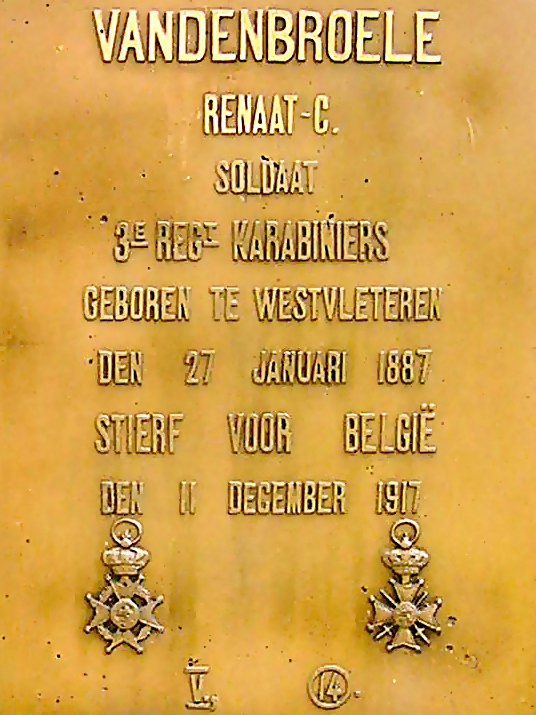 VANDENBROELE
RENAAT-C.
SOLDAAT
3E REGT KARABINIERS
GEBOREN TE WESTVLETEREN
DEN 27 JANUARI 1887
STIERF VOOR BELGIË
DEN 11 DECEMBER 1917
V. 14.